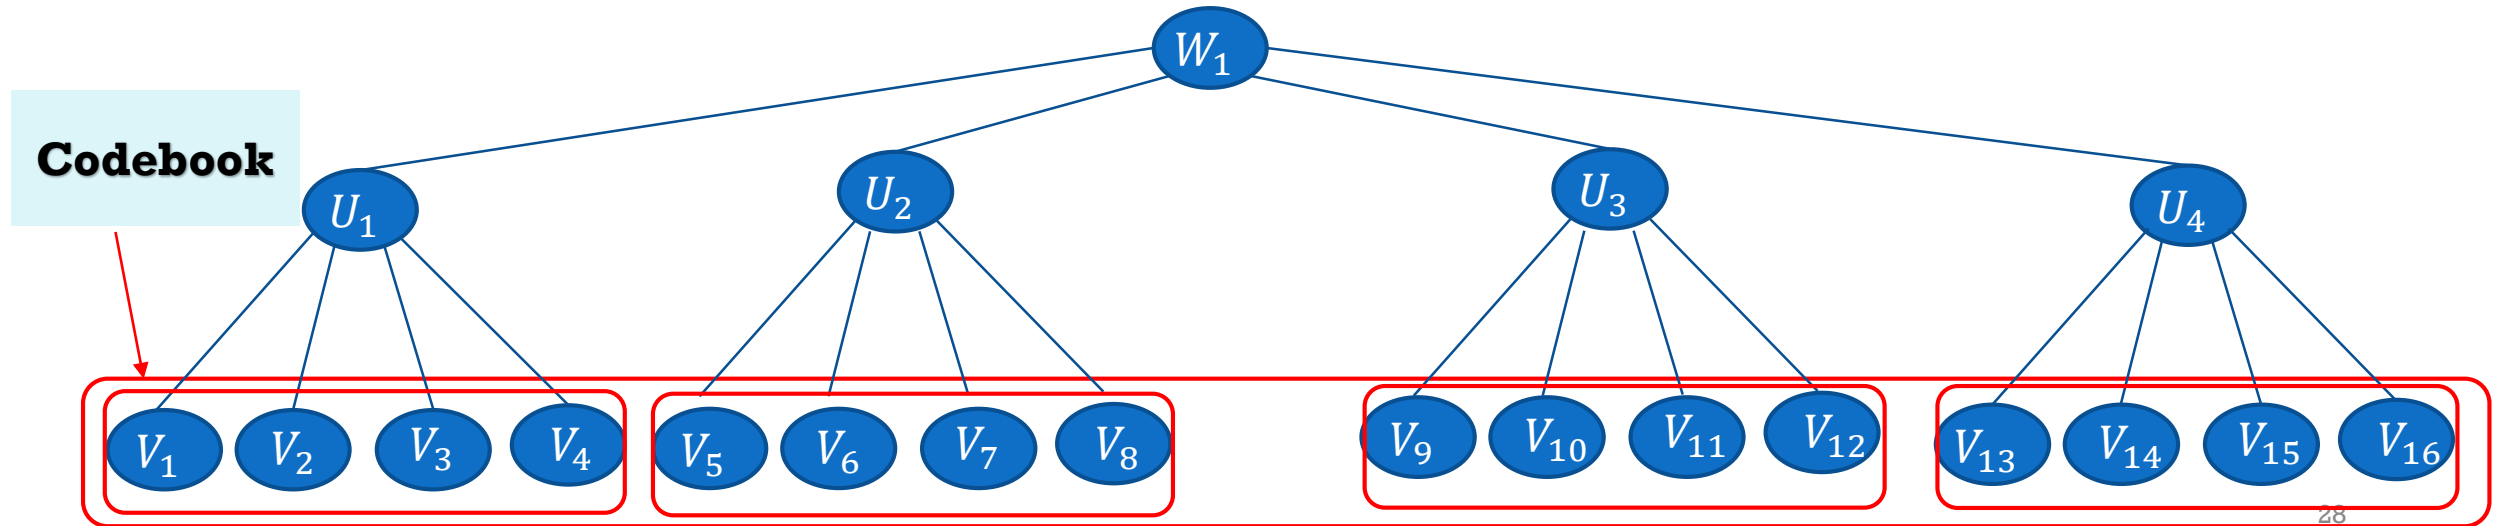 W₁
Codebook
U₁ U₂ U₃ U₄
V₁ V₂ V₃ V₄ V₅ V₆ V₇ V₈ V₉ V₁₀ V₁₁ V₁₂ V₁₃ V₁₄ V₁₅ V₁₆
28